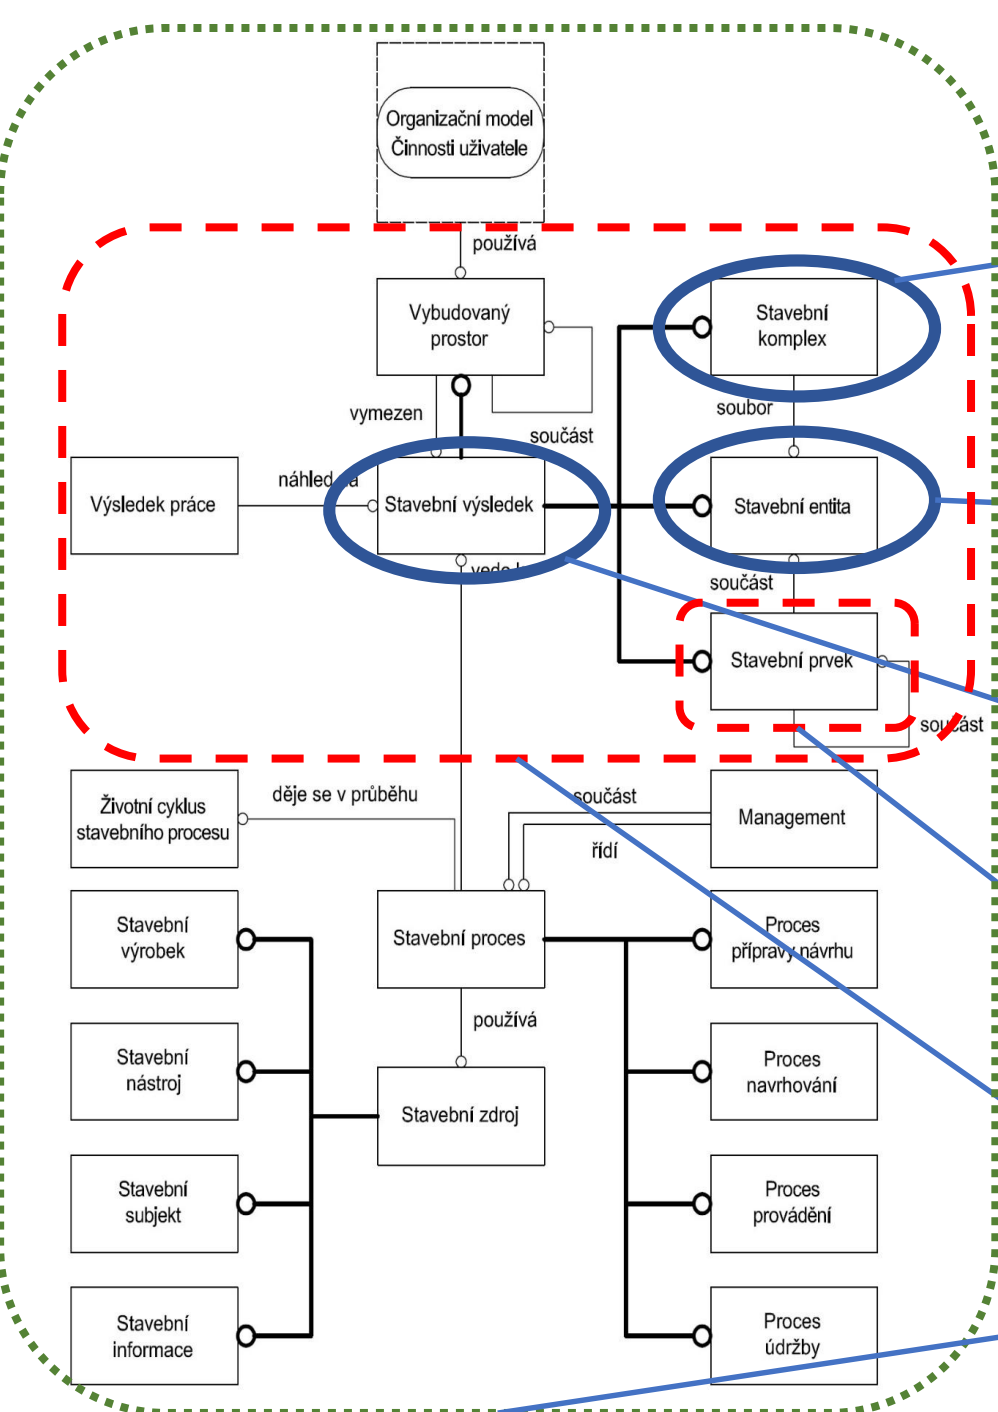 Organizační model
Činnosti uživatele
používá
Vybudovaný
prostor
Stavební
komplex
vymezen
soubor
součást
Výsledek práce
náhled
Stavební výsledek
Stavební entita
součást
Stavební prvek
součást
Životní cyklus
stavebního procesu
děje se v průběhu
součást
řídí
Management
Stavební
výrobek
Stavební proces
Proces
přípravy návrhu
používá
Stavební
nástroj
Stavební zdroj
Proces
navrhování
Stavební
subjekt
Proces
provádění
Stavební
informace
Proces
údržby